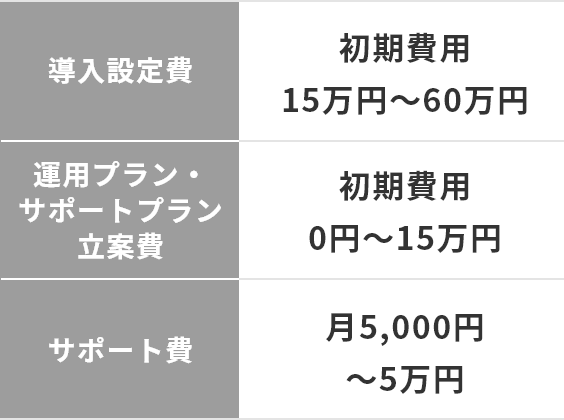 導入設定費
初期費用
15万円〜60万円
運用プラン・
サポートプラン
立案費
初期費用
0円〜15万円
サポート費
月5,000円
〜5万円